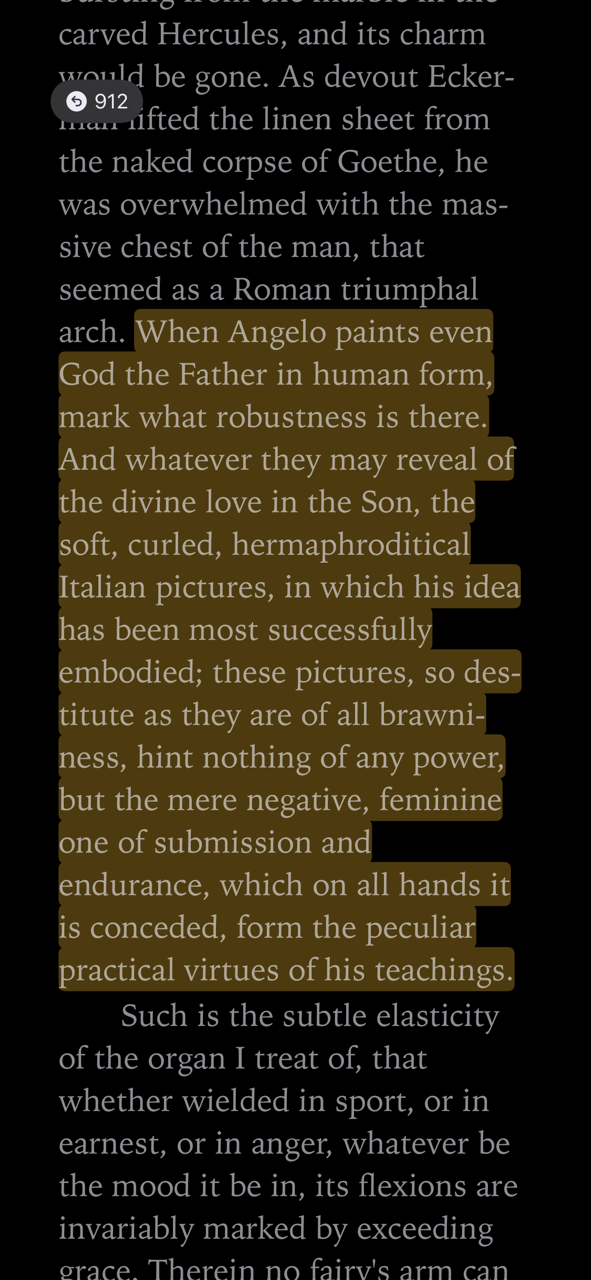 carved Hercules, and its charm
would be gone. As devout Ecker-
912
man lifted the linen sheet from
the naked corpse of Goethe, he
was overwhelmed with the mas-
sive chest of the man, that
seemed as a Roman triumphal
arch. When Angelo paints even
God the Father in human form,
mark what robustness is there.
And whatever they may reveal of
the divine love in the Son, the
soft, curled, hermaphroditical
Italian pictures, in which his idea
has been most successfully
embodied; these pictures, so des-
titute as they are of all brawni-
ness, hint nothing of any power,
but the mere negative, feminine
one of submission and
endurance, which on all hands it
is conceded, form the peculiar
practical virtues of his teachings.
Such is the subtle elasticity
of the organ I treat of, that
whether wielded in sport, or in
earnest, or in anger, whatever be
the mood it be in, its flexions are
invariably marked by exceeding
grace. Therein no fairy's arm can